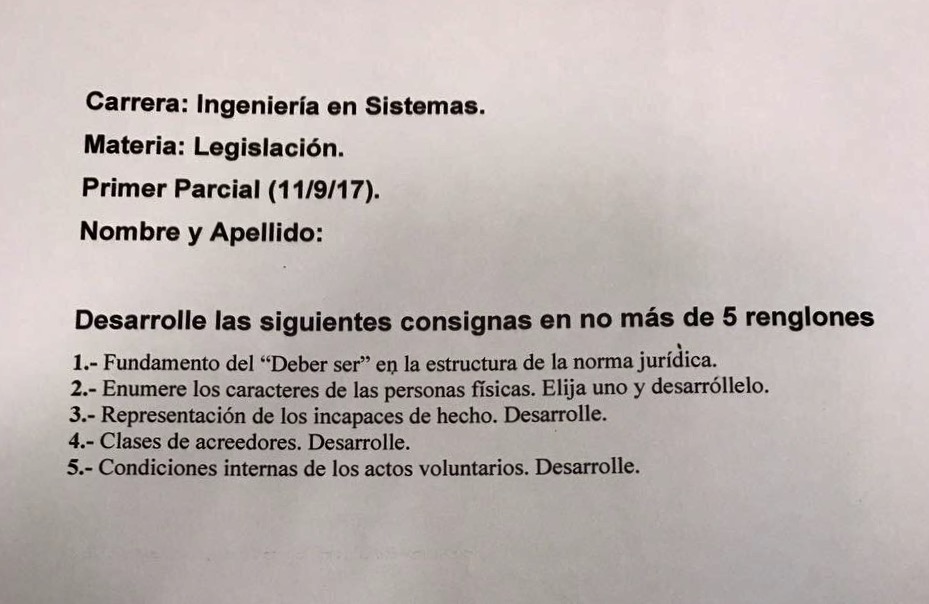 Carrera: Ingeniería en Sistemas.
Materia: Legislación.
Primer Parcial (11/9/17).
Nombre y Apellido:
Desarrolle las siguientes consignas en no más de 5 renglones
1.- Fundamento del “Deber ser” en la estructura de la norma jurídica.
2.- Enumere los caracteres de las personas físicas. Elija uno y desarróllelo.
3.- Representación de los incapaces de hecho. Desarrolle.
4.- Clases de acreedores. Desarrolle.
5.- Condiciones internas de los actos voluntarios. Desarrolle.